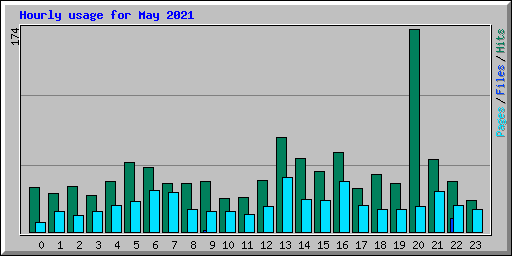 Hourly usage for May 2021
174
Pages/Files/Hits
0 1 2 3 4 5 6 7 8 9 10 11 12 13 14 15 16 17 18 19 20 21 22 23